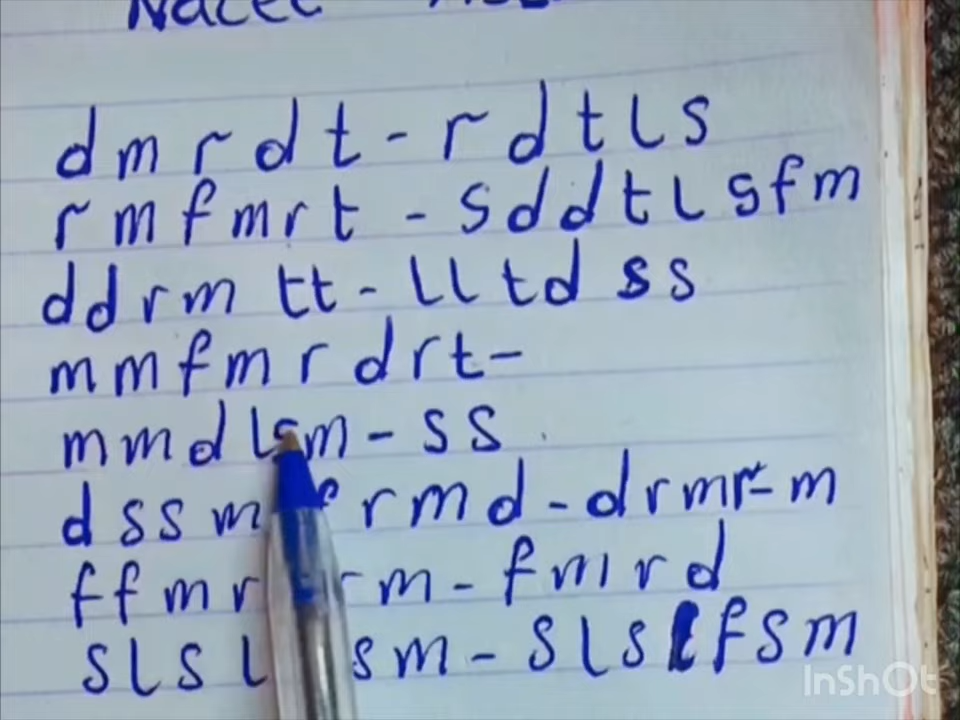 d m r d t - r d t l s
r m f m r t - s d d t l s f m
d d r m t t - l l t d s s
m m f m r d r t -
m m d l s m - s s
d s s m r m d - d r m r - m
f f m r r m - f m r d
s l s l s m - s l s l f s m
InShOt